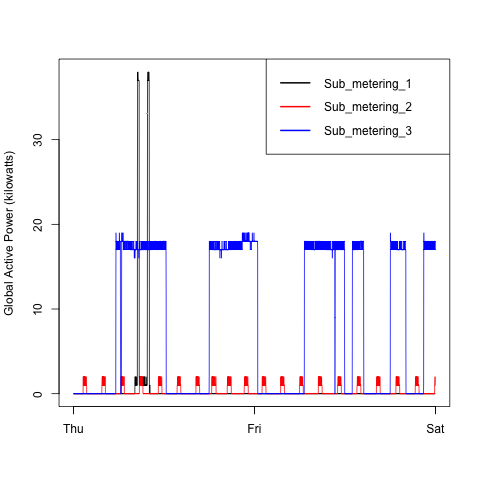 Sub_metering_1
Sub_metering_2
Sub_metering_3
Global Active Power (kilowatts)
30
20
10
0
Thu Fri Sat